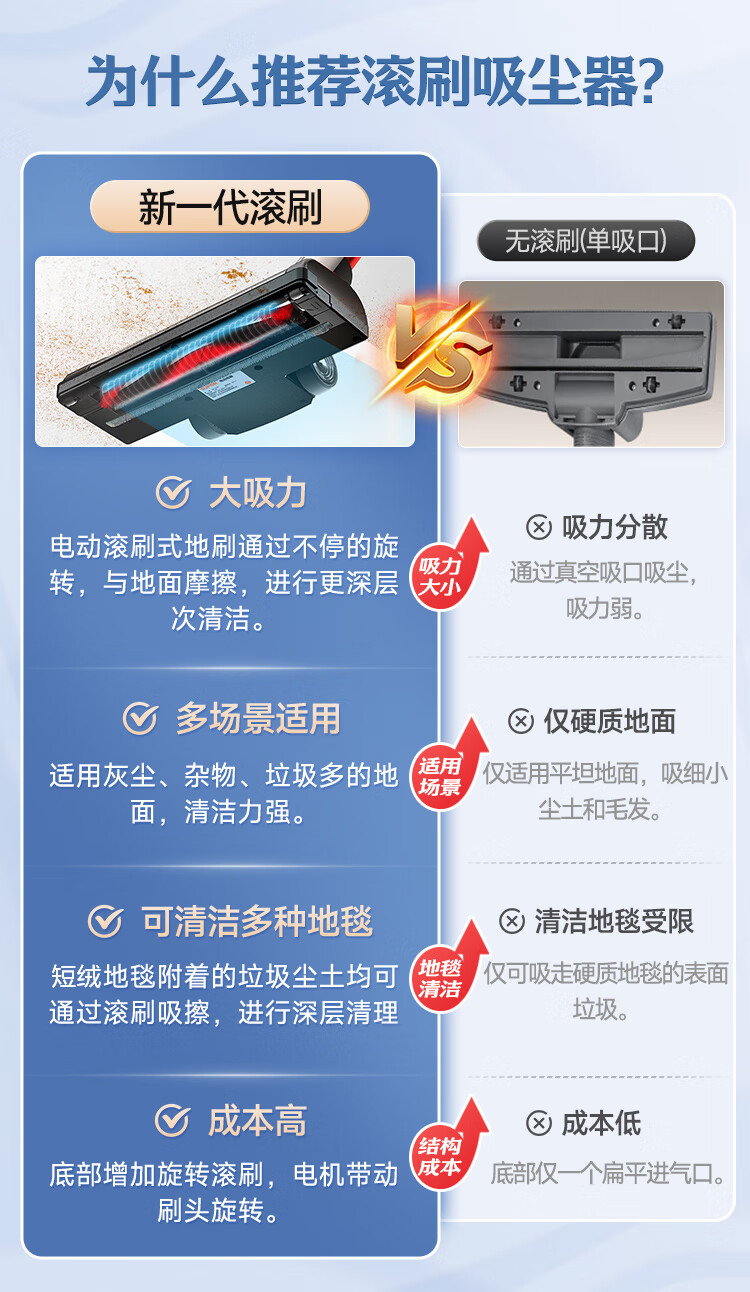 为什么推荐滚刷吸尘器?
新一代滚刷
无滚刷(单吸口)
VS
大吸力
电动滚刷式地刷通过不停的旋
转，与地面摩擦，进行更深层
次清洁。
吸力
大小
吸力分散
通过真空吸口吸尘，
吸力弱。
多场景适用
适用灰尘、杂物、垃圾多的地
面，清洁力强。
适用
场景
仅硬质地面
仅适用平坦地面，吸细小
尘土和毛发。
可清洁多种地毯
短绒地毯附着的垃圾尘土均可
通过滚刷吸擦，进行深层清理
地毯
清洁
清洁地毯受限
仅可吸走硬质地毯的表面
垃圾。
成本高
底部增加旋转滚刷，电机带动
刷头旋转。
结构
成本
成本低
底部仅一个扁平进气口。